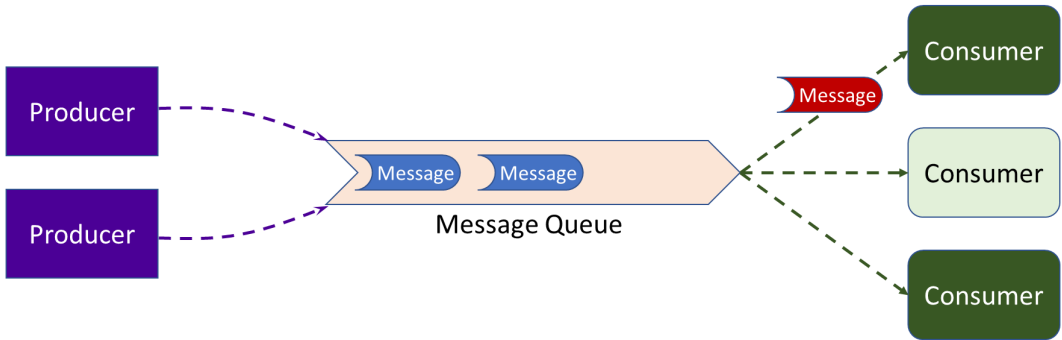 Producer
Producer
Message
Message
Message Queue
Message
Consumer
Consumer
Consumer